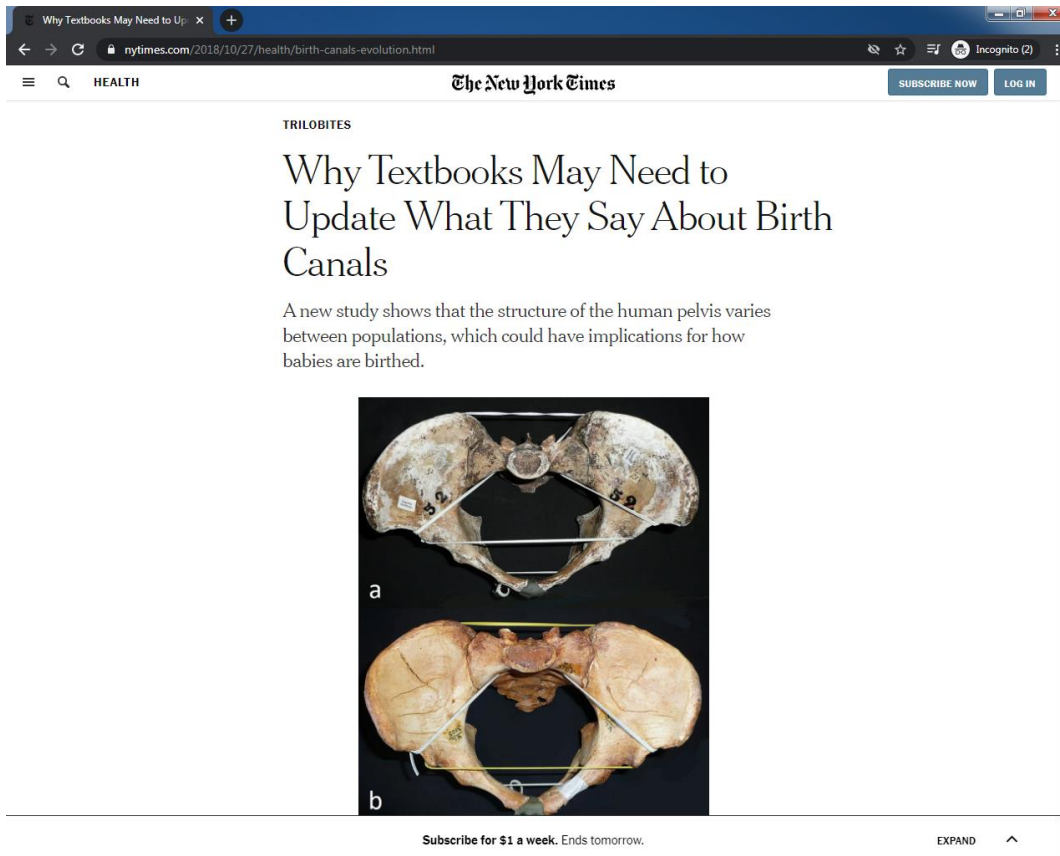 Why Textbooks May Need to Up
nytimes.com/2018/10/27/health/birth-canals-evolution.html
Incognito (2)
HEALTH
The New York Times
SUBSCRIBE NOW
LOG IN
TRILOBITES
Why Textbooks May Need to
Update What They Say About Birth
Canals
A new study shows that the structure of the human pelvis varies
between populations, which could have implications for how
babies are birthed.
52
52
a
b
Subscribe for $1 a week. Ends tomorrow.
EXPAND